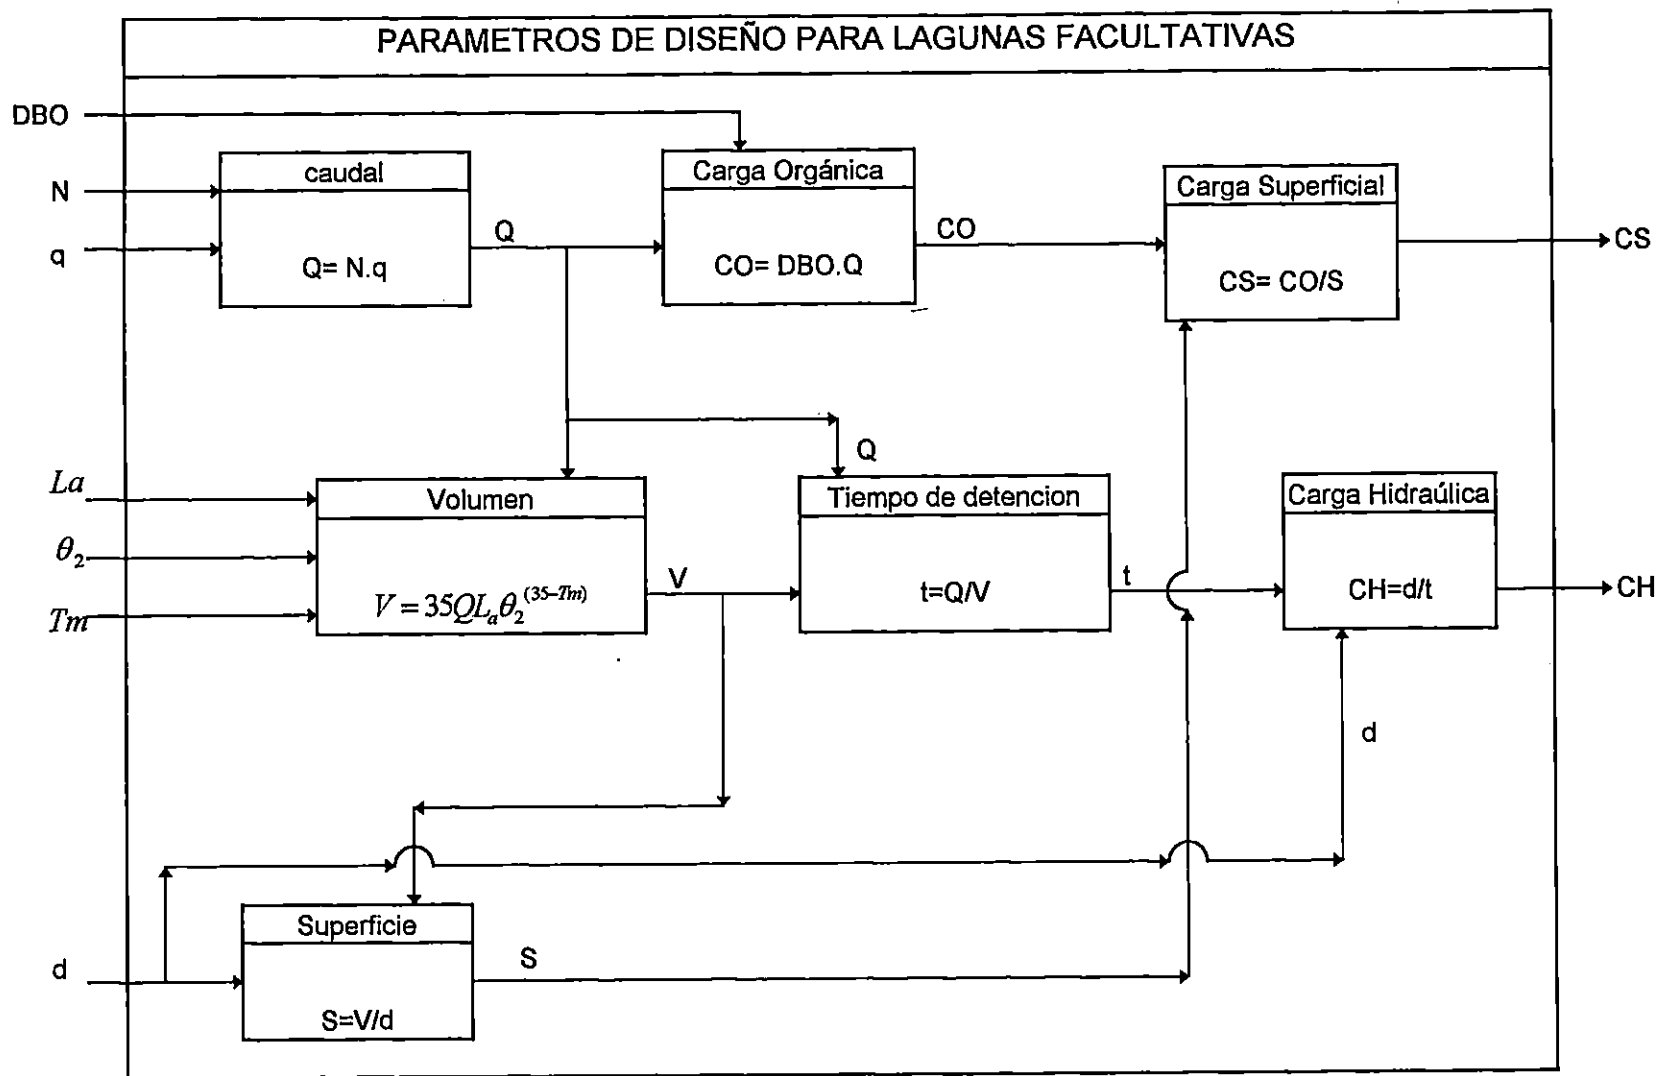 PARAMETROS DE DISEÑO PARA LAGUNAS FACULTATIVAS
DBO
caudal
Carga Orgánica
Carga Superficial
N
q
Q
CO
CS
Q= N.q
CO= DBO.Q
CS= CO/S
Q
La
Volumen
Tiempo de detencion
Carga Hidraúlica
θ₂
V
t
V = 35QLₐθ₂^(35–Tm)
t=Q/V
CH=d/t
CH
Tm
d
Superficie
d
S
S=V/d